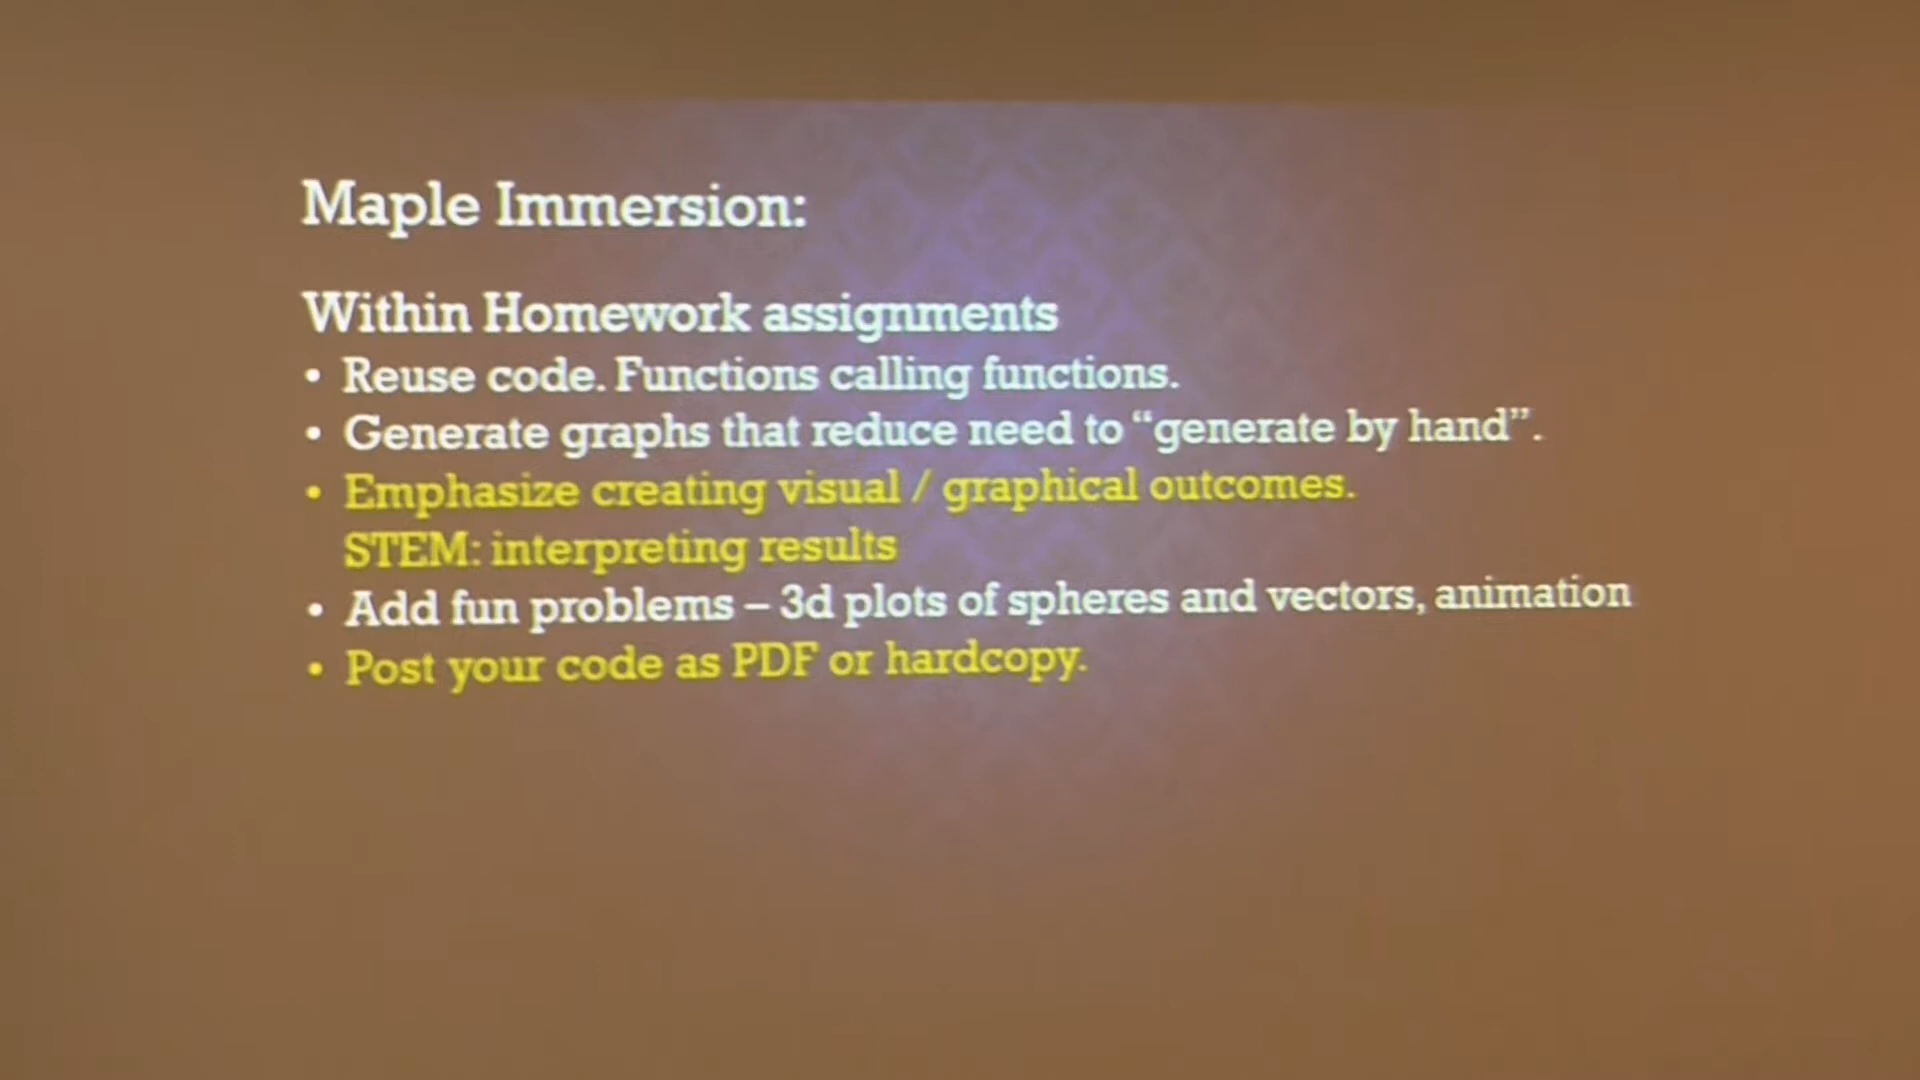 Maple Immersion:
Within Homework assignments
• Reuse code. Functions calling functions.
• Generate graphs that reduce need to “generate by hand”.
• Emphasize creating visual / graphical outcomes.
STEM: interpreting results
• Add fun problems – 3d plots of spheres and vectors, animation
• Post your code as PDF or hardcopy.